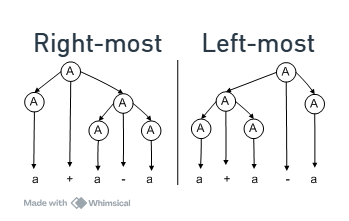 Right-most Left-most
A A
A A A A
A A A A
a + a - a a + a - a
Made with Whimsical